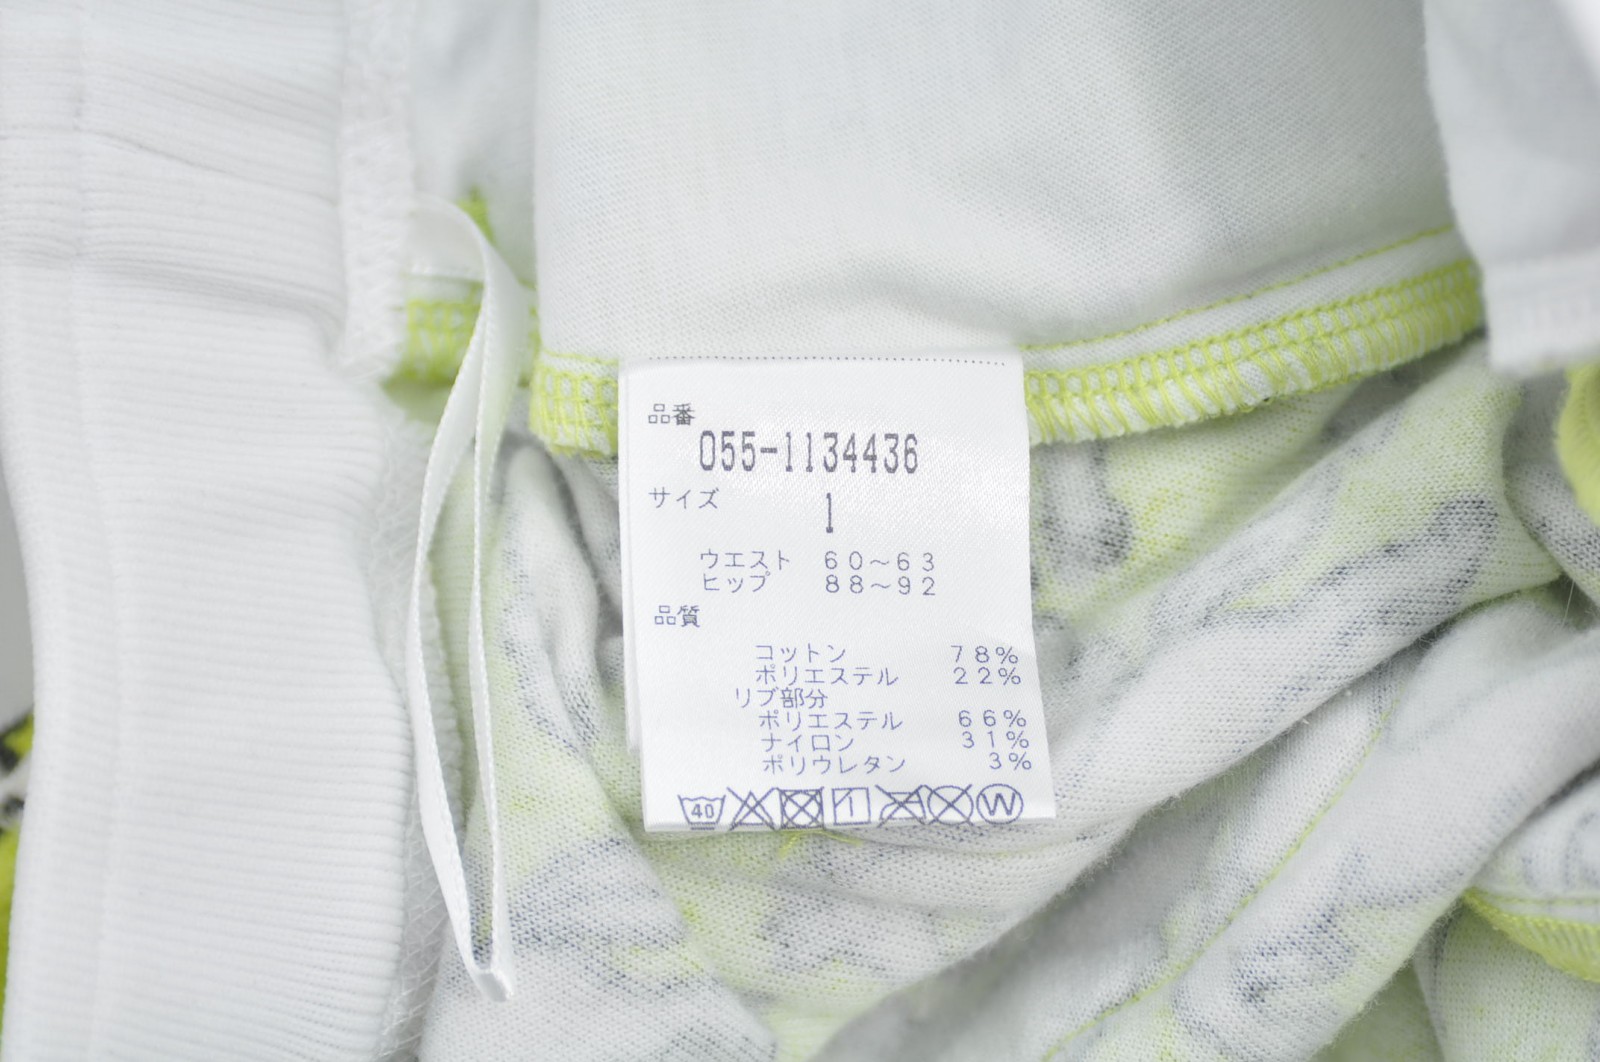 品番
055-1134436
サイズ
1
ウエスト 60～63
ヒップ 88～92
品質
コットン 78%
ポリエステル 22%
リブ部分
ポリエステル 66%
ナイロン 31%
ポリウレタン 3%
40 W